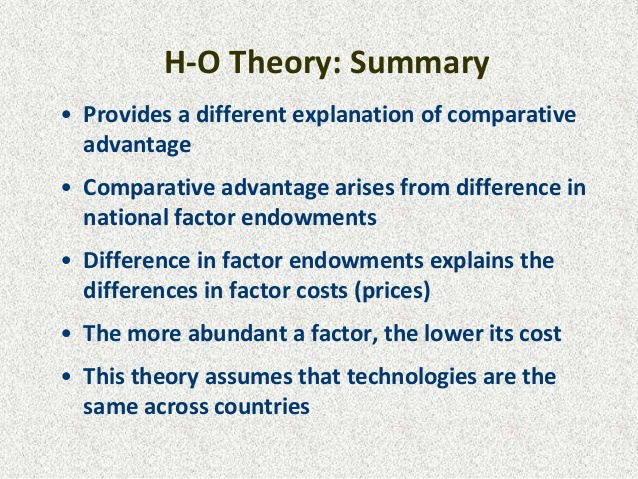 H-O Theory: Summary
• Provides a different explanation of comparative
advantage
• Comparative advantage arises from difference in
national factor endowments
• Difference in factor endowments explains the
differences in factor costs (prices)
• The more abundant a factor, the lower its cost
• This theory assumes that technologies are the
same across countries